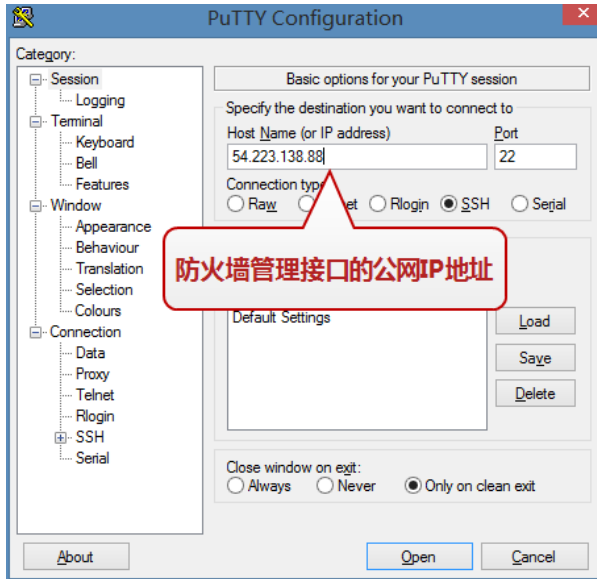 PuTTY Configuration
Category:
Session
Logging
Terminal
Keyboard
Bell
Features
Window
Appearance
Behaviour
Translation
Selection
Colours
Connection
Data
Proxy
Telnet
Rlogin
SSH
Serial
Basic options for your PuTTY session
Specify the destination you want to connect to
Host Name (or IP address) Port
54.223.138.88 22
Connection type
Raw et Rlogin SSH Serial
防火墙管理接口的公网IP地址
Default Settings
Load
Save
Delete
Close window on exit:
Always Never Only on clean exit
About Open Cancel